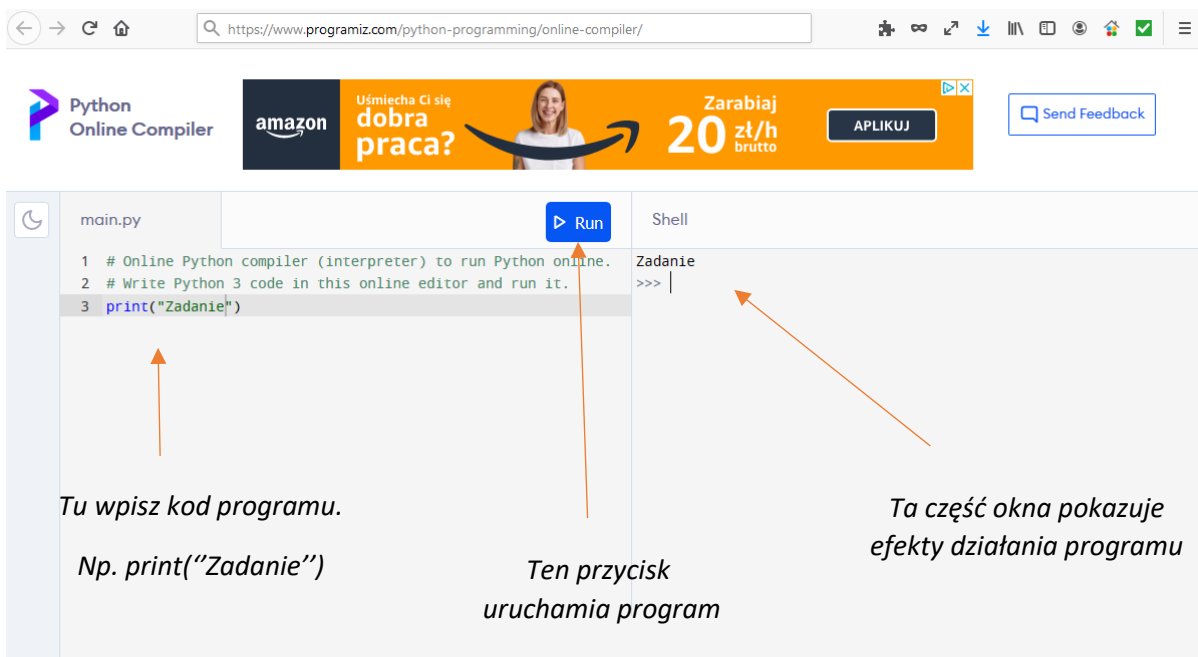 https://www.programiz.com/python-programming/online-compiler/
Python
Online Compiler
amazon
Uśmiecha Ci się
dobra
praca?
Zarabiaj
20 zł/h
brutto
APLIKUJ
Send Feedback
main.py
Run
Shell
1 # Online Python compiler (interpreter) to run Python online.
2 # Write Python 3 code in this online editor and run it.
3 print("Zadanie")
Zadanie
>>>
Tu wpisz kod programu.
Np. print(‘’Zadanie’’)
Ten przycisk
uruchamia program
Ta część okna pokazuje
efekty działania programu